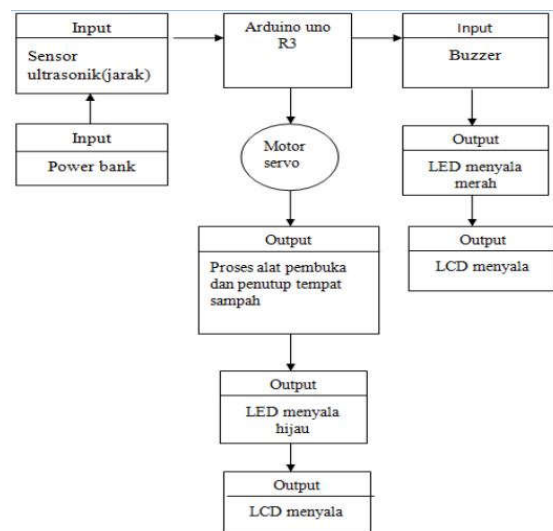 Input
Sensor
ultrasonik(jarak)
Input
Power bank
Arduino uno
R3
Motor
servo
Output
Proses alat pembuka
dan penutup tempat
sampah
Output
LED menyala
hijau
Output
LCD menyala
Input
Buzzer
Output
LED menyala
merah
Output
LCD menyala